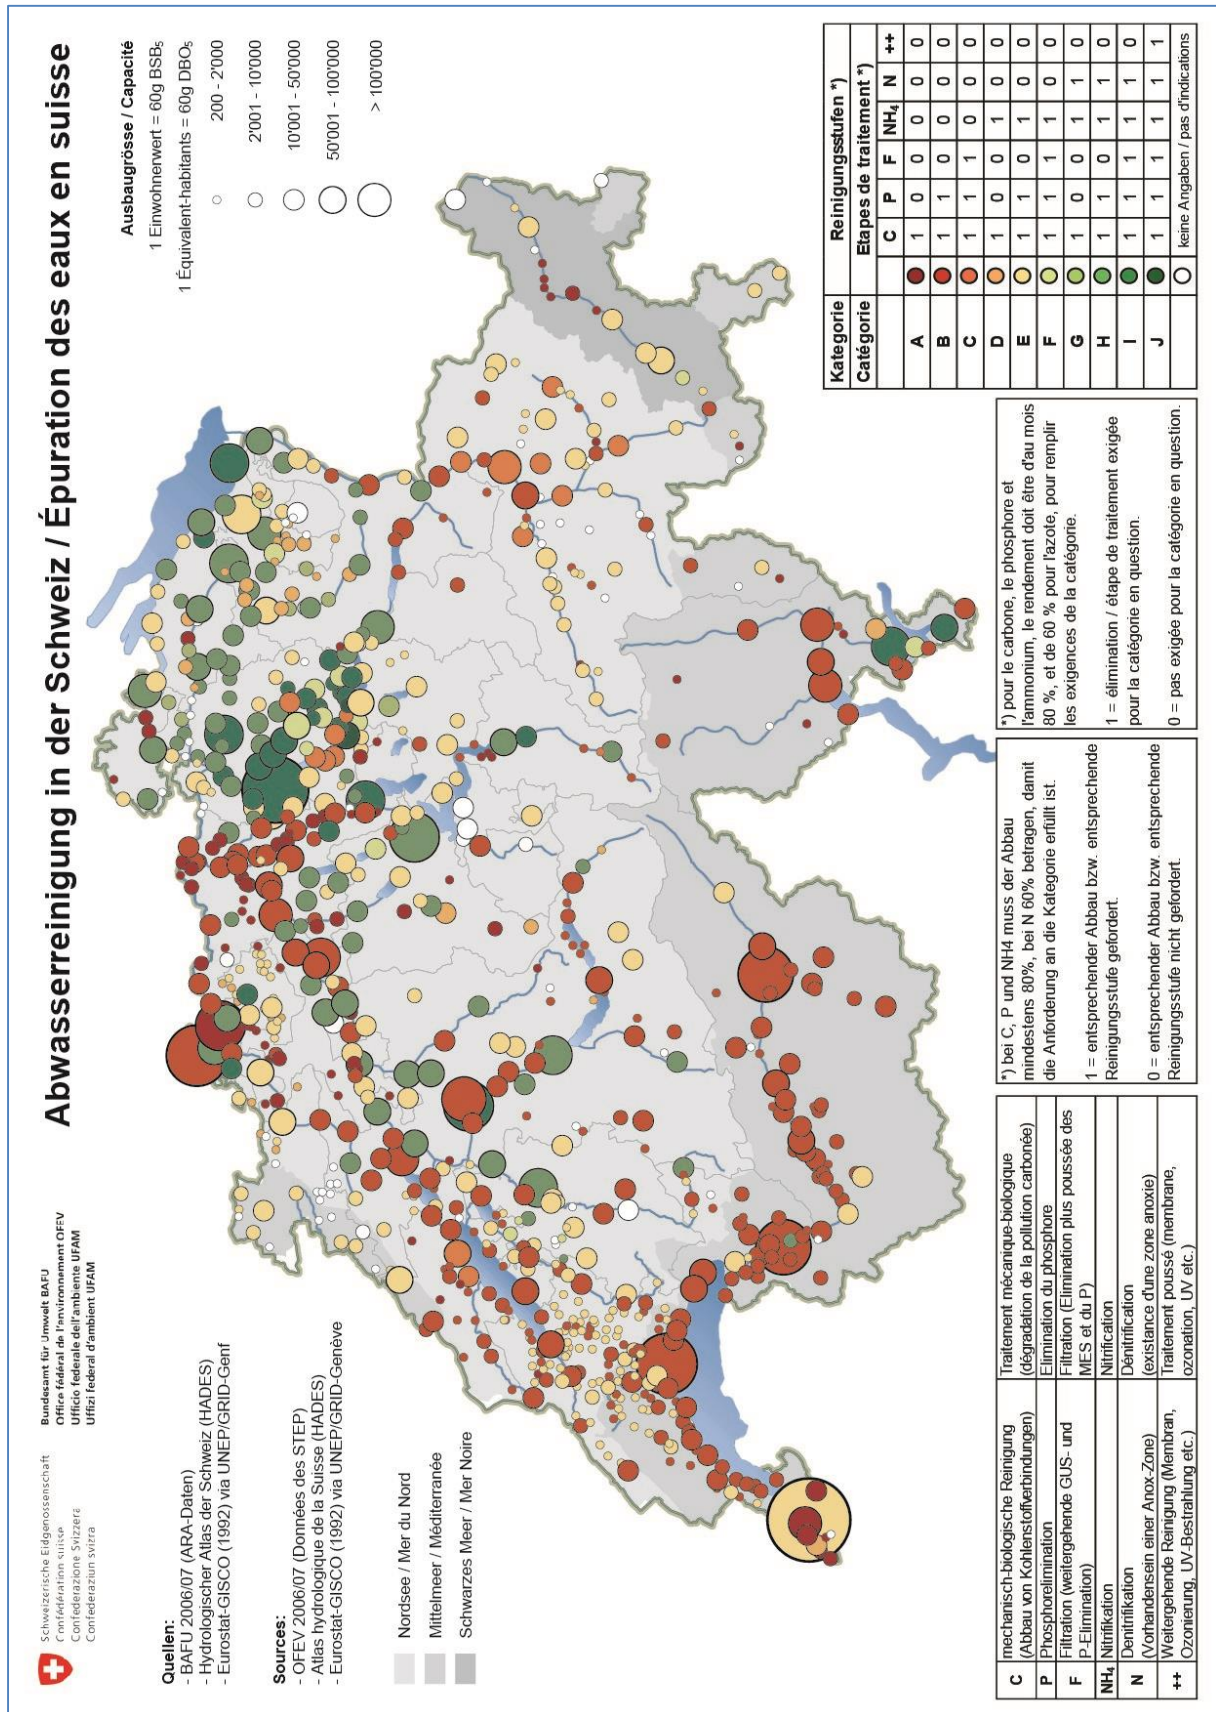 Abwasserreinigung in der Schweiz / Épuration des eaux en suisse
Schweizerische Eidgenossenschaft
Confédération suisse
Confederazione Svizzera
Confederaziun svizra
Bundesamt für Umwelt BAFU
Office fédéral de l'environnement OFEV
Ufficio federale dell'ambiente UFAM
Uffizi federal d'ambient UFAM
Quellen:
- BAFU 2006/07 (ARA-Daten)
- Hydrologischer Atlas der Schweiz (HADES)
- Eurostat-GISCO (1992) via UNEP/GRID-Genf
Sources:
- OFEV 2006/07 (Données des STEP)
- Atlas hydrologique de la Suisse (HADES)
- Eurostat-GISCO (1992) via UNEP/GRID-Genève
Nordsee / Mer du Nord
Mittelmeer / Méditerranée
Schwarzes Meer / Mer Noire
Ausbaugrösse / Capacité
1 Einwohnerwert = 60g BSB₅
1 Équivalent-habitants = 60g DBO₅
200 - 2'000
2'001 - 10'000
10'001 - 50'000
50'001 - 100'000
> 100'000
C mechanisch-biologische Reinigung Traitement mécanique-biologique
(Abbau von Kohlenstoffverbindungen) (dégradation de la pollution carbonée)
P Phosphorelimination Elimination du phosphore
F Filtration (weitergehende GUS- und Filtration (Elimination plus poussée des
P-Elimination) MES et du P)
NH₄ Nitrifikation Nitrification
N Denitrifikation Dénitrification
(Vorhandensein einer Anox-Zone) (existance d'une zone anoxie)
++ Weitergehende Reinigung (Membran, Traitement poussé (membrane,
Ozonierung, UV-Bestrahlung etc.) ozonation, UV etc.)
*) bei C, P und NH4 muss der Abbau
mindestens 80%, bei N 60% betragen, damit
die Anforderung an die Kategorie erfüllt ist.
1 = entsprechender Abbau bzw. entsprechende
Reinigungsstufe gefordert.
0 = entsprechender Abbau bzw. entsprechende
Reinigungsstufe nicht gefordert.
*) pour le carbone, le phosphore et
l'ammonium, le rendement doit être d'au mois
80 %, et de 60 % pour l'azote, pour remplir
les exigences de la catégorie.
1 = élimination / étape de traitement exigée
pour la catégorie en question.
0 = pas exigée pour la catégorie en question.
Kategorie Reinigungsstufen *)
Catégorie Etapes de traitement *)
C P F NH₄ N ++
A 1 0 0 0 0 0
B 1 1 0 0 0 0
C 1 1 1 0 0 0
D 1 0 0 1 0 0
E 1 1 0 1 0 0
F 1 1 1 1 0 0
G 1 0 0 1 1 0
H 1 1 0 1 1 0
I 1 1 1 1 1 0
J 1 1 1 1 1 1
keine Angaben / pas d'indications